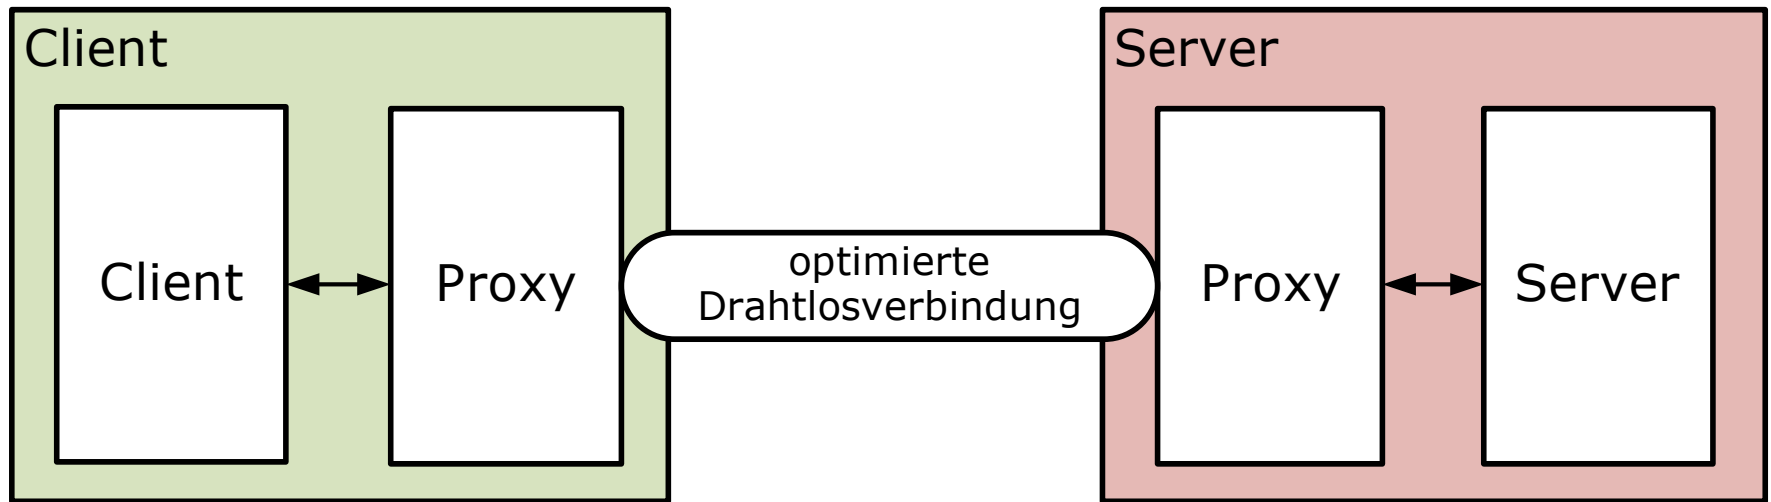 Client
Server
Client
Proxy
optimierte
Drahtlosverbindung
Proxy
Server